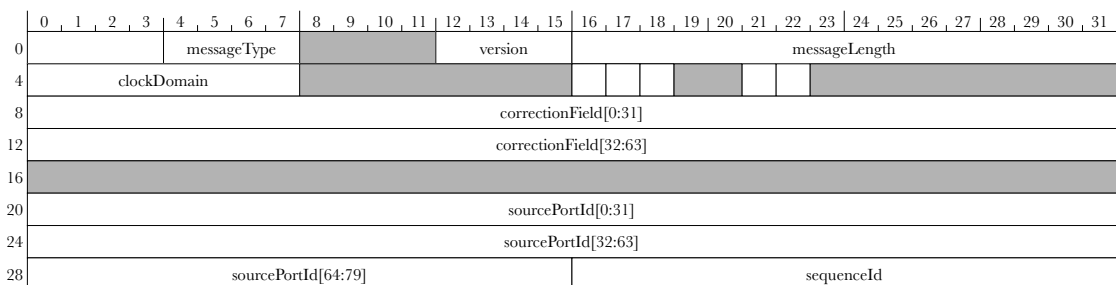 0 1 2 3 4 5 6 7 8 9 10 11 12 13 14 15 16 17 18 19 20 21 22 23 24 25 26 27 28 29 30 31
0 messageType version messageLength
4 clockDomain
8 correctionField[0:31]
12 correctionField[32:63]
16
20 sourcePortId[0:31]
24 sourcePortId[32:63]
28 sourcePortId[64:79] sequenceId